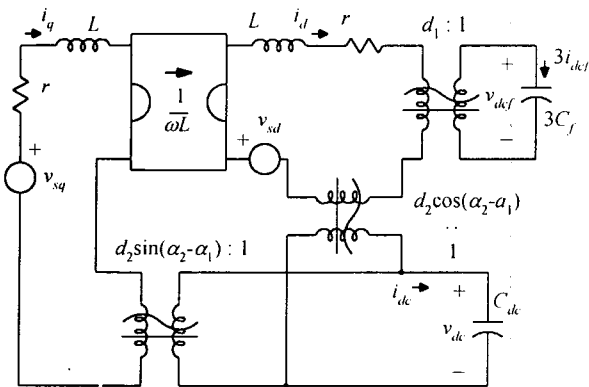 i_q
L
L
i_d
r
d_1 : 1
r
1
ωL
+
v_sd
+
v_dcf
−
3i_dcf
3C_f
+
v_sq
d_2cos(α_2-a_1)
:
1
d_2sin(α_2-α_1) : 1
i_dc
+
v_dc
−
C_dc